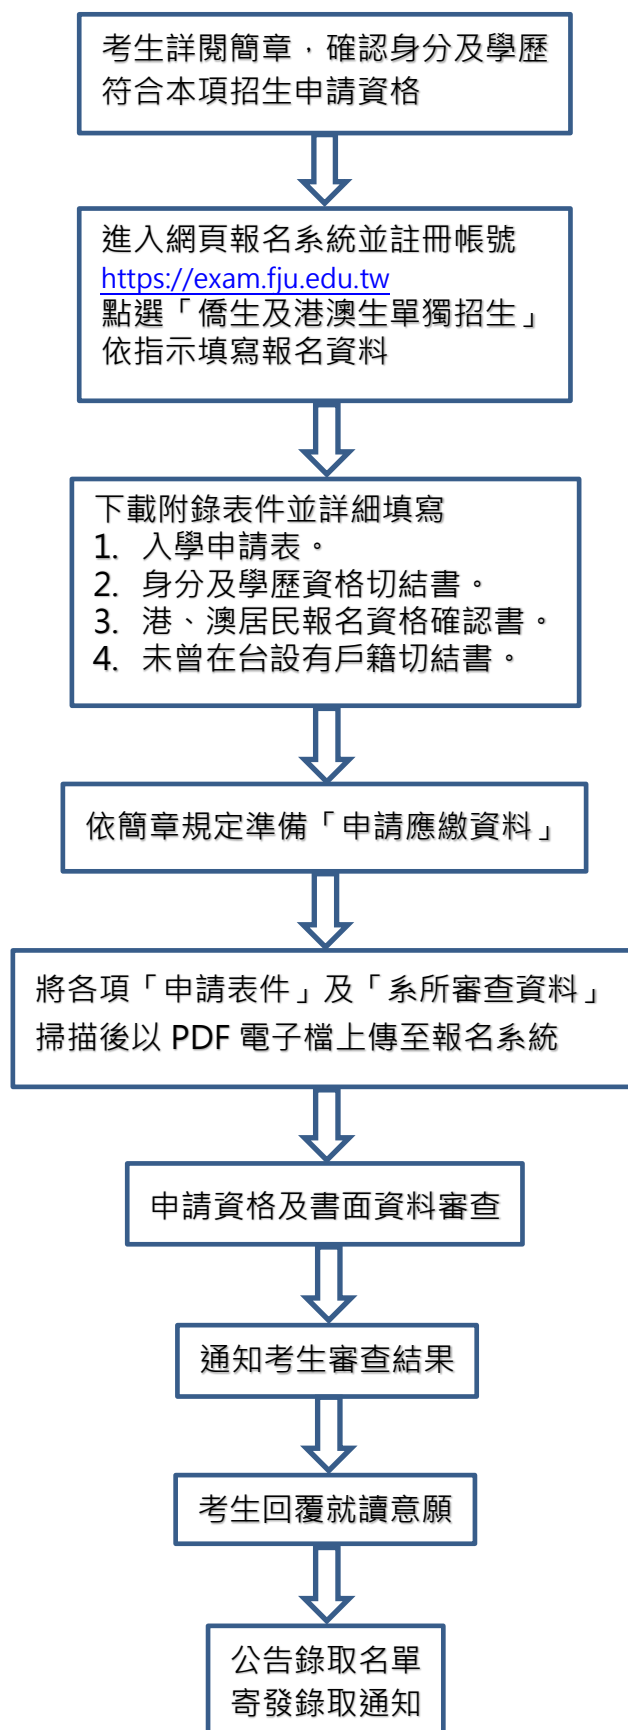 考生詳閱簡章，確認身分及學歷
符合本項招生申請資格
進入網頁報名系統並註冊帳號
https://exam.fju.edu.tw
點選「僑生及港澳生單獨招生」
依指示填寫報名資料
下載附錄表件並詳細填寫
1. 入學申請表。
2. 身分及學歷資格切結書。
3. 港、澳居民報名資格確認書。
4. 未曾在台設有戶籍切結書。
依簡章規定準備「申請應繳資料」
將各項「申請表件」及「系所審查資料」
掃描後以 PDF 電子檔上傳至報名系統
申請資格及書面資料審查
通知考生審查結果
考生回覆就讀意願
公告錄取名單
寄發錄取通知